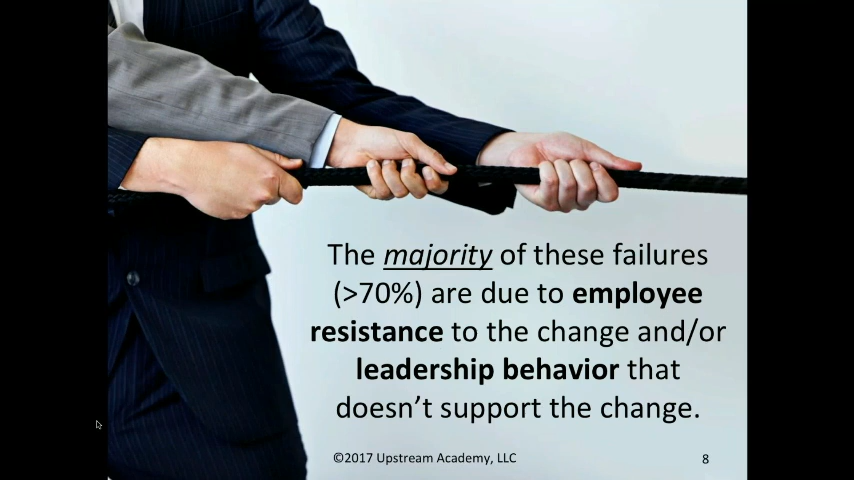 The majority of these failures
(>70%) are due to employee
resistance to the change and/or
leadership behavior that
doesn’t support the change.
©2017 Upstream Academy, LLC
8